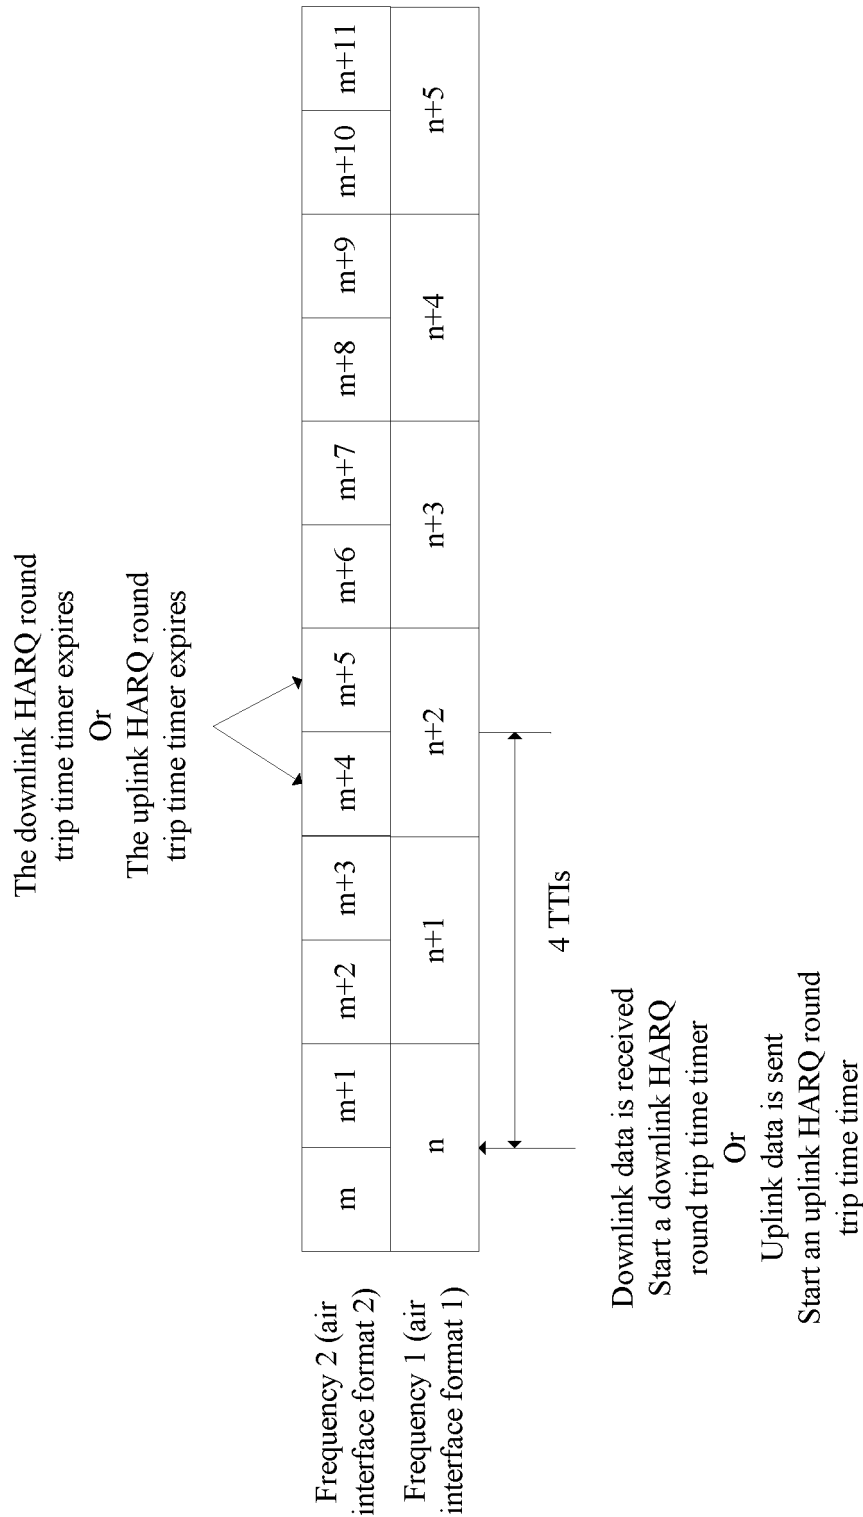 The downlink HARQ round
trip time timer expires
Or
The uplink HARQ round
trip time timer expires
Frequency 2 (air
interface format 2)
m
m+1
m+2
m+3
m+4
m+5
m+6
m+7
m+8
m+9
m+10
m+11
Frequency 1 (air
interface format 1)
n
n+1
n+2
n+3
n+4
n+5
4 TTIs
Downlink data is received
Start a downlink HARQ
round trip time timer
Or
Uplink data is sent
Start an uplink HARQ round
trip time timer